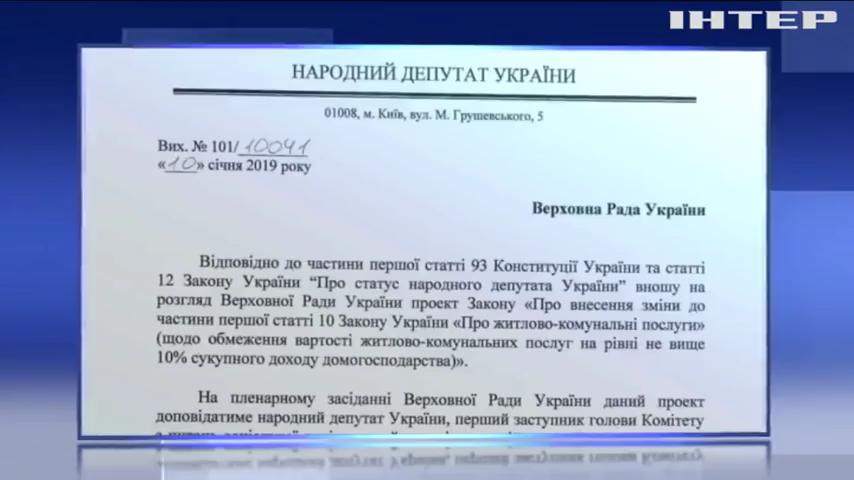 ІНТЕР
НАРОДНИЙ ДЕПУТАТ УКРАЇНИ
01008, м. Київ, вул. М. Грушевського, 5
Вих. № 101/10041
«10» січня 2019 року
Верховна Рада України
Відповідно до частини першої статті 93 Конституції України та статті
12 Закону України “Про статус народного депутата України” вношу на
розгляд Верховної Ради України проект Закону «Про внесення зміни до
частини першої статті 10 Закону України «Про житлово-комунальні послуги»
(щодо обмеження вартості житлово-комунальних послуг на рівні не вище
10% сукупного доходу домогосподарства)».
На пленарному засіданні Верховної Ради України даний проект
доповідатиме народний депутат України, перший заступник голови Комітету